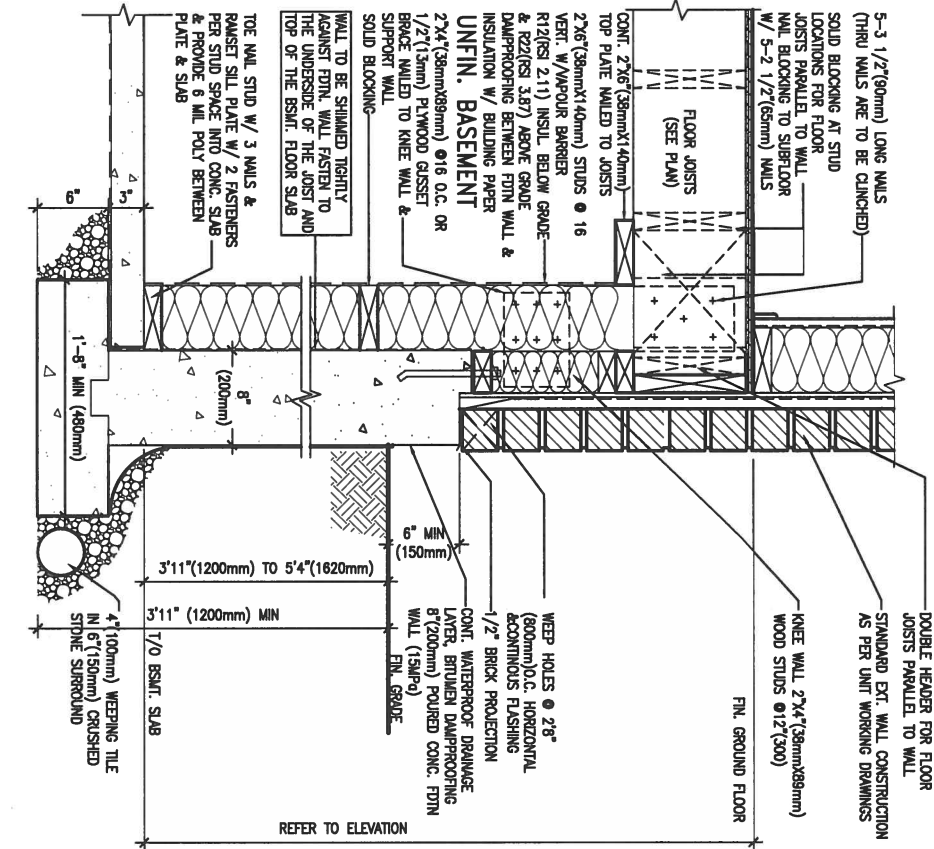 5-3 1/2"(90mm) LONG NAILS
(THRU NAILS ARE TO BE CLINCHED)
SOLID BLOCKING AT STUD
LOCATIONS FOR FLOOR
JOISTS PARALLEL TO WALL
NAIL BLOCKING TO SUBFLOOR
W/ 5-2 1/2"(65mm) NAILS
FLOOR JOISTS
(SEE PLAN)
CONT. 2"X6"(38mmX140mm)
TOP PLATE NAILED TO JOISTS
2"X6"(38mmX140mm) STUDS @ 16
VERT. W/VAPOUR BARRIER
R12(RSI 2.11) INSUL BELOW GRADE
& R22(RSI 3.87) ABOVE GRADE
DAMPPROOFING BETWEEN FDTN WALL &
INSULATION W/ BUILDING PAPER
UNFIN. BASEMENT
2"X4"(38mmX89mm) @16 O.C. OR
1/2"(13mm) PLYWOOD GUSSET
BRACE NAILED TO KNEE WALL &
SUPPORT WALL
SOLID BLOCKING
WALL TO BE SHIMMED TIGHTLY
AGAINST FDTN. WALL FASTEN TO
THE UNDERSIDE OF THE JOIST AND
TOP OF THE BSMT. FLOOR SLAB
TOE NAIL STUD W/ 3 NAILS &
RAMSET SILL PLATE W/ 2 FASTENERS
PER STUD SPACE INTO CONC. SLAB
& PROVIDE 6 MIL POLY BETWEEN
PLATE & SLAB
6"
3"
8"
(200mm)
1'-8" MIN (480mm)
DOUBLE HEADER FOR FLOOR
JOISTS PARALLEL TO WALL
STANDARD EXT. WALL CONSTRUCTION
AS PER UNIT WORKING DRAWINGS
KNEE WALL 2"X4"(38mmX89mm)
WOOD STUDS @12"(300)
FIN. GROUND FLOOR
WEEP HOLES @ 2'8"
(800mm)O.C. HORIZONTAL
&CONTINOUS FLASHING
1/2" BRICK PROJECTION
CONT. WATERPROOF DRAINAGE
LAYER, BITUMEN DAMPPROOFING
8"(200mm) POURED CONC. FDTN
WALL (15MPa)
FIN. GRADE
6" MIN
(150mm)
3'11"(1200mm) TO 5'4"(1620mm)
3'11" (1200mm) MIN
T/O BSMT. SLAB
4"(100mm) WEEPING TILE
IN 6"(150mm) CRUSHED
STONE SURROUND
REFER TO ELEVATION